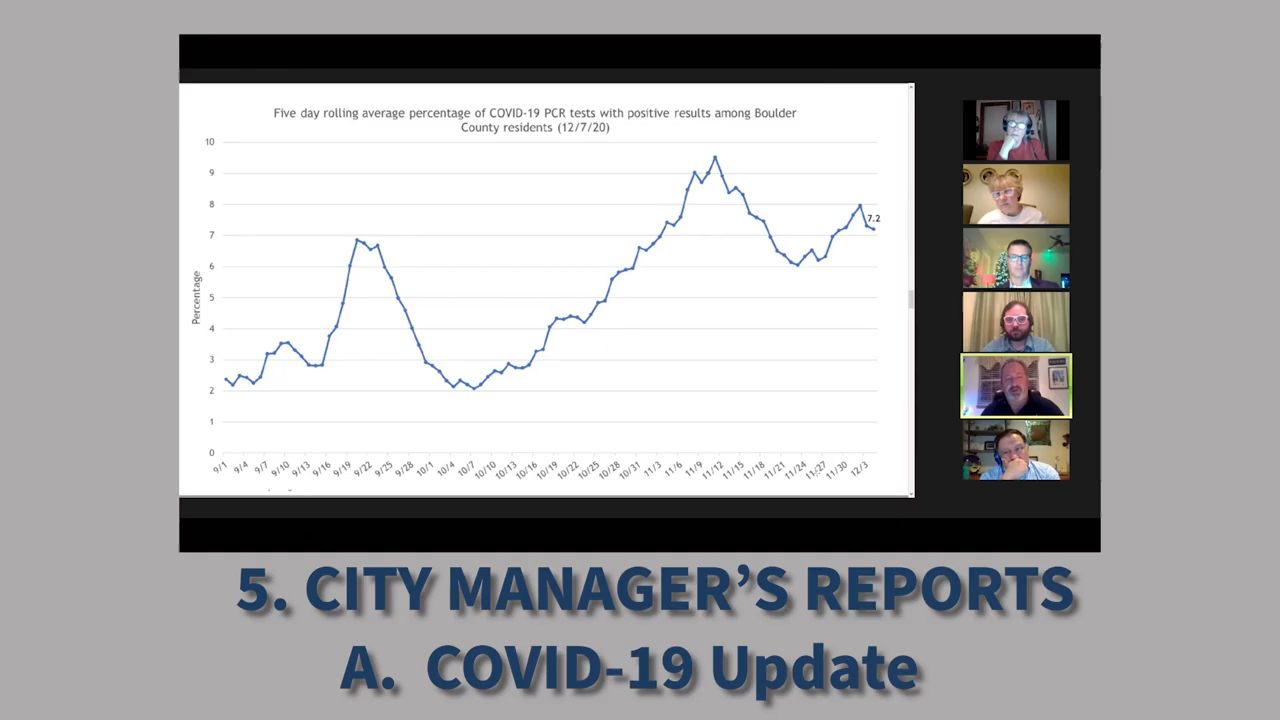 Five day rolling average percentage of COVID-19 PCR tests with positive results among Boulder
County residents (12/7/20)
10
9
8
7.2
7
6
5
4
3
2
1
0
Percentage
9/1 9/4 9/7 9/10 9/13 9/16 9/19 9/22 9/25 9/28 10/1 10/4 10/7 10/10 10/13 10/16 10/19 10/22 10/25 10/28 10/31 11/3 11/6 11/9 11/12 11/15 11/18 11/21 11/24 11/27 11/30 12/3
5. CITY MANAGER’S REPORTS
A. COVID-19 Update